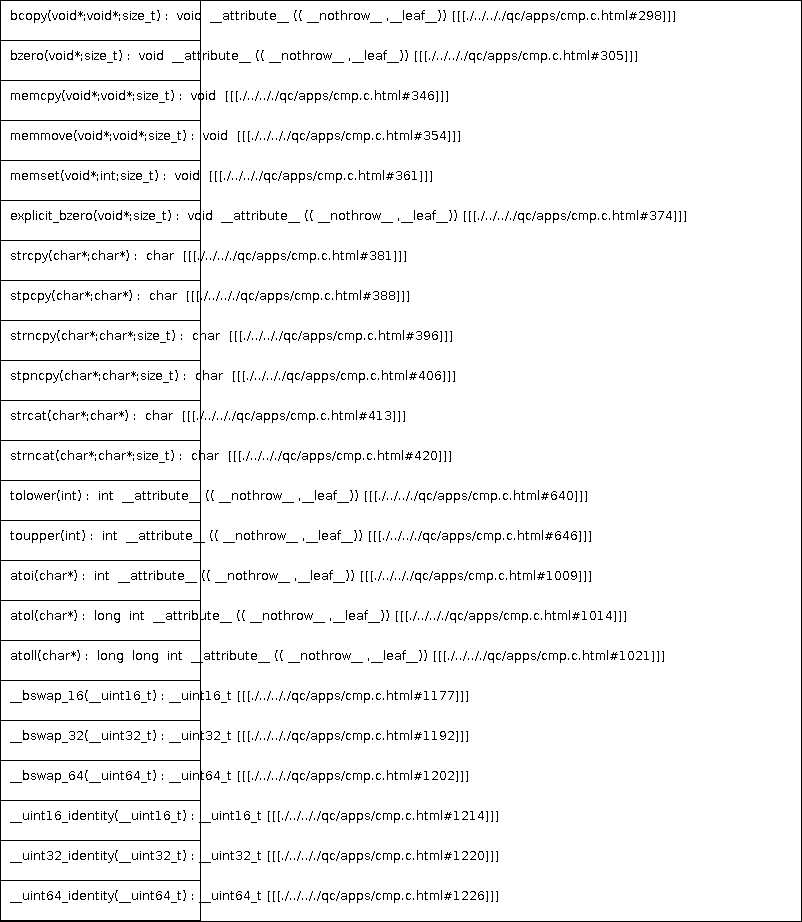 bcopy(void*;void*;size_t) : void __attribute__ (( __nothrow__ ,__leaf__)) [[[./../.././qc/apps/cmp.c.html#298]]]
bzero(void*;size_t) : void __attribute__ (( __nothrow__ ,__leaf__)) [[[./../.././qc/apps/cmp.c.html#305]]]
memcpy(void*;void*;size_t) : void [[[./../.././qc/apps/cmp.c.html#346]]]
memmove(void*;void*;size_t) : void [[[./../.././qc/apps/cmp.c.html#354]]]
memset(void*;int;size_t) : void [[[./../.././qc/apps/cmp.c.html#361]]]
explicit_bzero(void*;size_t) : void __attribute__ (( __nothrow__ ,__leaf__)) [[[./../.././qc/apps/cmp.c.html#374]]]
strcpy(char*;char*) : char [[[./../.././qc/apps/cmp.c.html#381]]]
stpcpy(char*;char*) : char [[[./../.././qc/apps/cmp.c.html#388]]]
strncpy(char*;char*;size_t) : char [[[./../.././qc/apps/cmp.c.html#396]]]
stpncpy(char*;char*;size_t) : char [[[./../.././qc/apps/cmp.c.html#406]]]
strcat(char*;char*) : char [[[./../.././qc/apps/cmp.c.html#413]]]
strncat(char*;char*;size_t) : char [[[./../.././qc/apps/cmp.c.html#420]]]
tolower(int) : int __attribute__ (( __nothrow__ ,__leaf__)) [[[./../.././qc/apps/cmp.c.html#640]]]
toupper(int) : int __attribute__ (( __nothrow__ ,__leaf__)) [[[./../.././qc/apps/cmp.c.html#646]]]
atoi(char*) : int __attribute__ (( __nothrow__ ,__leaf__)) [[[./../.././qc/apps/cmp.c.html#1009]]]
atol(char*) : long int __attribute__ (( __nothrow__ ,__leaf__)) [[[./../.././qc/apps/cmp.c.html#1014]]]
atoll(char*) : long long int __attribute__ (( __nothrow__ ,__leaf__)) [[[./../.././qc/apps/cmp.c.html#1021]]]
__bswap_16(__uint16_t) : __uint16_t [[[./../.././qc/apps/cmp.c.html#1177]]]
__bswap_32(__uint32_t) : __uint32_t [[[./../.././qc/apps/cmp.c.html#1192]]]
__bswap_64(__uint64_t) : __uint64_t [[[./../.././qc/apps/cmp.c.html#1202]]]
__uint16_identity(__uint16_t) : __uint16_t [[[./../.././qc/apps/cmp.c.html#1214]]]
__uint32_identity(__uint32_t) : __uint32_t [[[./../.././qc/apps/cmp.c.html#1220]]]
__uint64_identity(__uint64_t) : __uint64_t [[[./../.././qc/apps/cmp.c.html#1226]]]